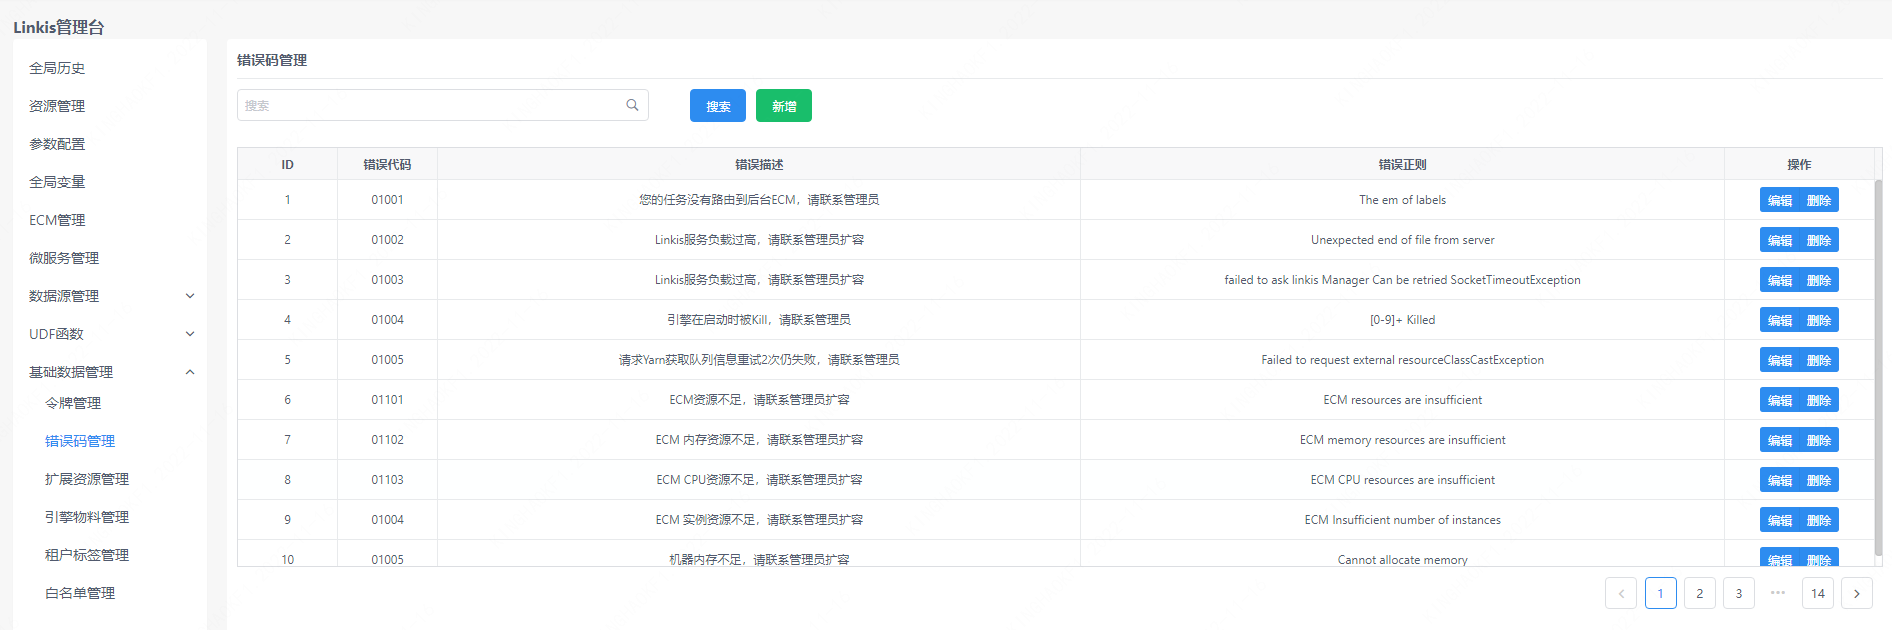 Linkis管理台
全局历史
资源管理
参数配置
全局变量
ECM管理
微服务管理
数据源管理
UDF函数
基础数据管理
令牌管理
错误码管理
扩展资源管理
引擎物料管理
租户标签管理
白名单管理
错误码管理
搜索 搜索 新增
ID 错误代码 错误描述 错误正则 操作
1 01001 您的任务没有路由到后台ECM，请联系管理员 The em of labels 编辑 删除
2 01002 Linkis服务负载过高，请联系管理员扩容 Unexpected end of file from server 编辑 删除
3 01003 Linkis服务负载过高，请联系管理员扩容 failed to ask linkis Manager Can be retried SocketTimeoutException 编辑 删除
4 01004 引擎在启动时被Kill，请联系管理员 [0-9]+ Killed 编辑 删除
5 01005 请求Yarn获取队列信息重试2次仍失败，请联系管理员 Failed to request external resourceClassCastException 编辑 删除
6 01101 ECM资源不足，请联系管理员扩容 ECM resources are insufficient 编辑 删除
7 01102 ECM 内存资源不足，请联系管理员扩容 ECM memory resources are insufficient 编辑 删除
8 01103 ECM CPU资源不足，请联系管理员扩容 ECM CPU resources are insufficient 编辑 删除
9 01004 ECM 实例资源不足，请联系管理员扩容 ECM Insufficient number of instances 编辑 删除
10 01005 机器内存不足，请联系管理员扩容 Cannot allocate memory 编辑 删除
1 2 3 ••• 14